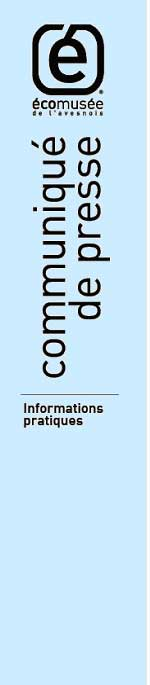 é
écomusée
de l'avesnois
communiqué
de presse
Informations
pratiques